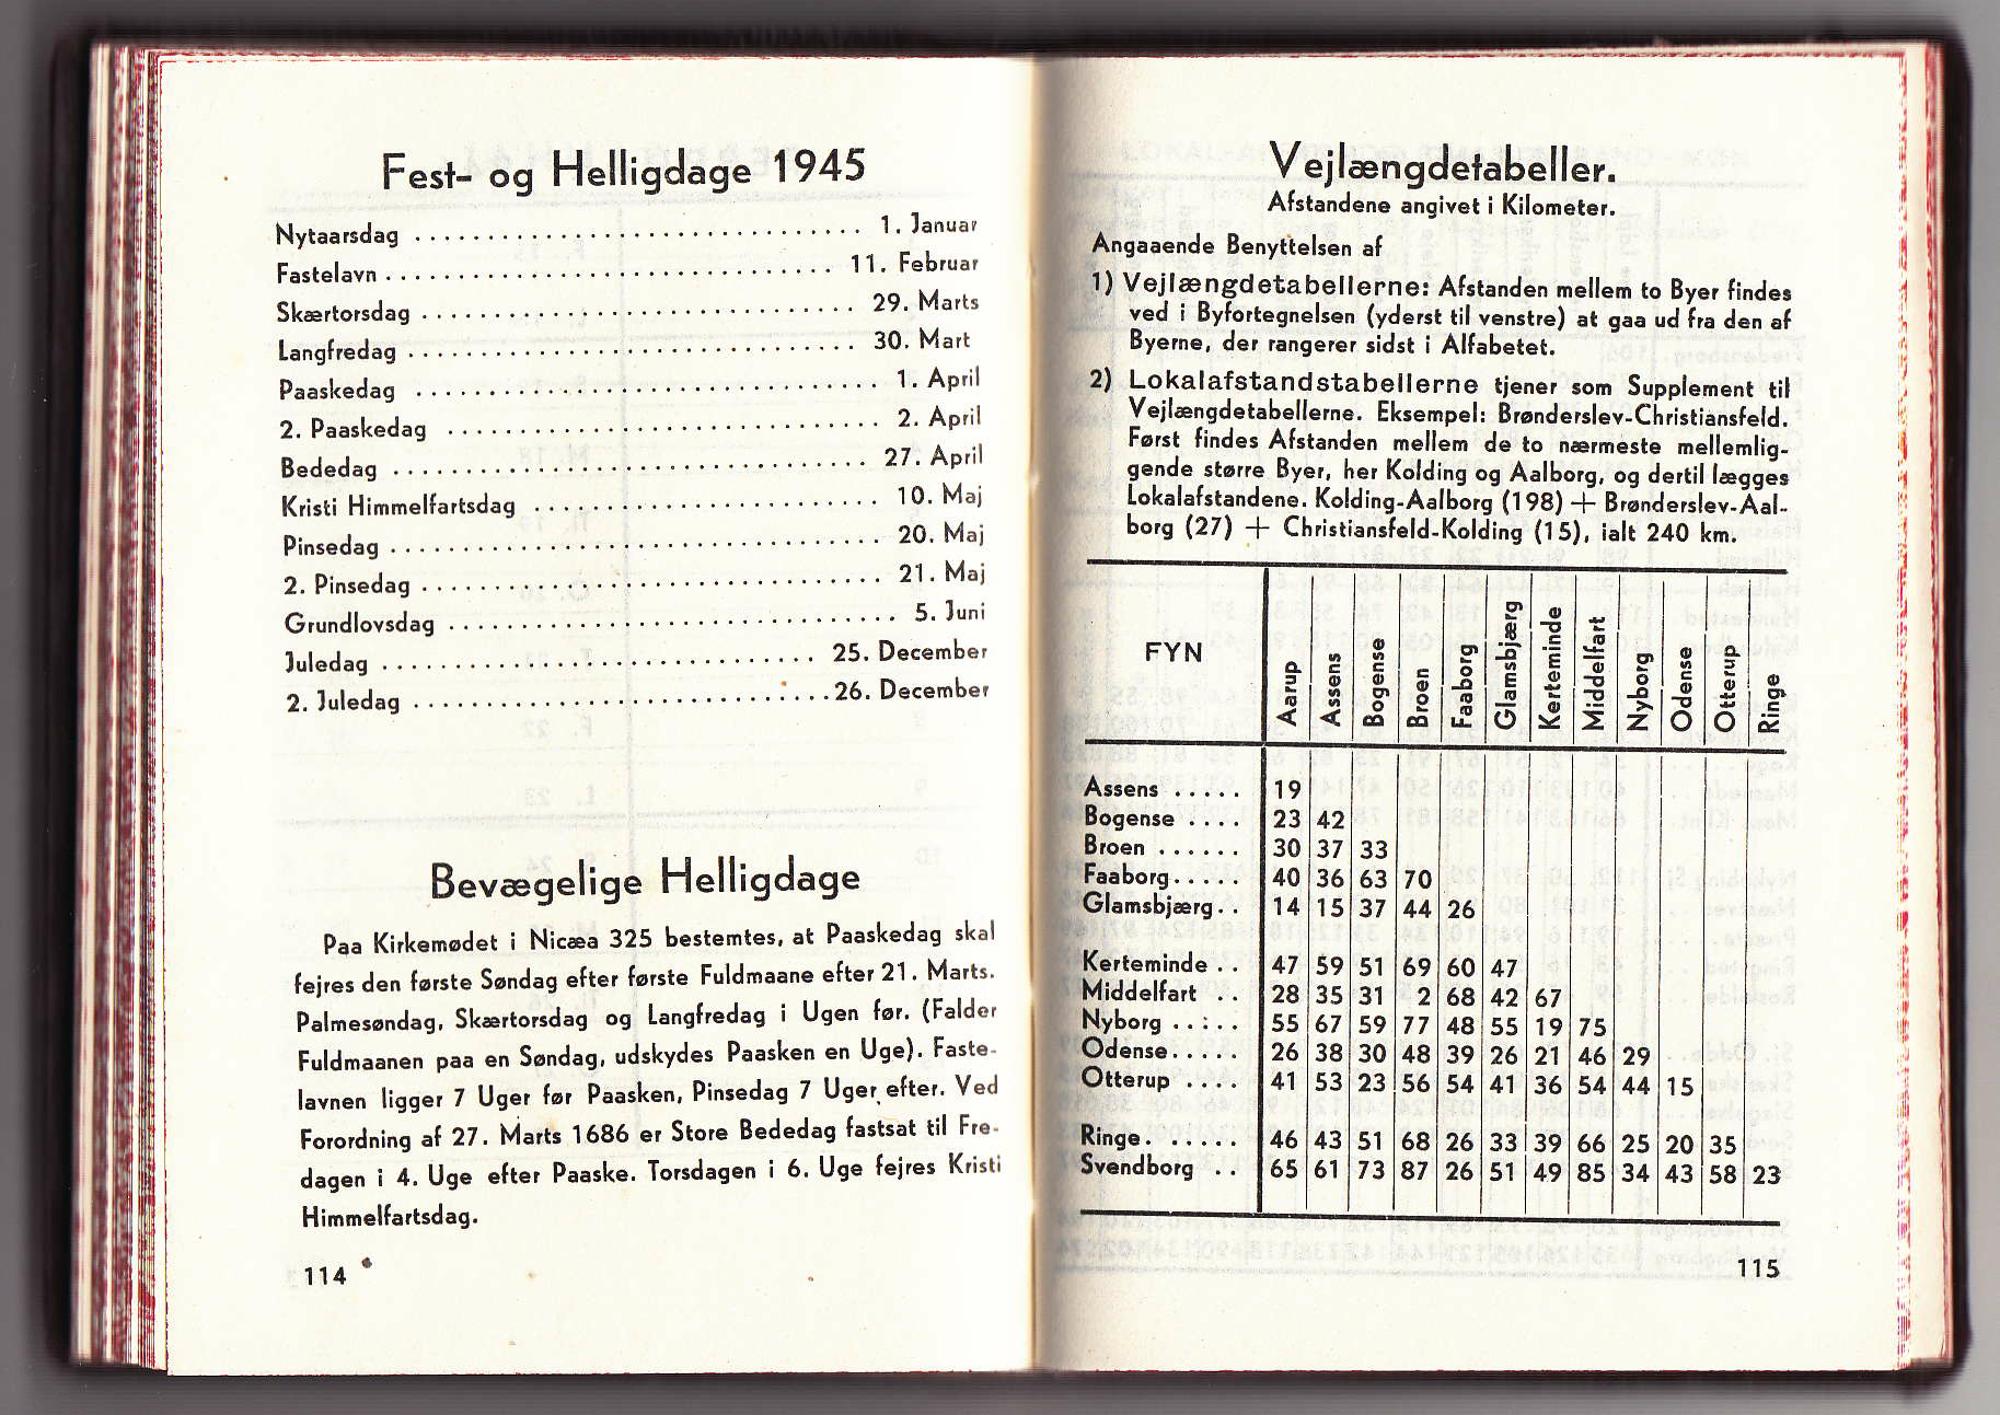 Fest- og Helligdage 1945
Nytaarsdag ................................ 1. Januar
Fastelavn ................................ 11. Februar
Skærtorsdag ................................ 29. Marts
Langfredag ................................ 30. Mart
Paaskedag ................................ 1. April
2. Paaskedag ................................ 2. April
Bededag ................................ 27. April
Kristi Himmelfartsdag ........................ 10. Maj
Pinsedag ................................ 20. Maj
2. Pinsedag ................................ 21. Maj
Grundlovsdag ................................ 5. Juni
Juledag ................................ 25. December
2. Juledag ................................ 26. December
Bevægelige Helligdage
Paa Kirkemødet i Nicæa 325 bestemtes, at Paaskedag skal
fejres den første Søndag efter første Fuldmaane efter 21. Marts.
Palmesøndag, Skærtorsdag og Langfredag i Ugen før. (Falder
Fuldmaanen paa en Søndag, udskydes Paasken en Uge). Faste-
lavnen ligger 7 Uger før Paasken, Pinsedag 7 Uger efter. Ved
Forordning af 27. Marts 1686 er Store Bededag fastsat til Fre-
dagen i 4. Uge efter Paaske. Torsdagen i 6. Uge fejres Kristi
Himmelfartsdag.
114
Vejlængdetabeller.
Afstandene angivet i Kilometer.
Angaaende Benyttelsen af
1) Vejlængdetabellerne: Afstanden mellem to Byer findes
ved i Byfortegnelsen (yderst til venstre) at gaa ud fra den af
Byerne, der rangerer sidst i Alfabetet.
2) Lokalafstandstabellerne tjener som Supplement til
Vejlængdetabellerne. Eksempel: Brønderslev-Christiansfeld.
Først findes Afstanden mellem de to nærmeste mellemlig-
gende større Byer, her Kolding og Aalborg, og dertil lægges
Lokalafstandene. Kolding-Aalborg (198) + Brønderslev-Aal-
borg (27) + Christiansfeld-Kolding (15), ialt 240 km.
FYN Aarup Assens Bogense Broen Faaborg Glamsbjærg Kerteminde Middelfart Nyborg Odense Otterup Ringe
Assens ..... 19
Bogense .... 23 42
Broen ...... 30 37 33
Faaborg..... 40 36 63 70
Glamsbjærg.. 14 15 37 44 26
Kerteminde .. 47 59 51 69 60 47
Middelfart .. 28 35 31 2 68 42 67
Nyborg ..... 55 67 59 77 48 55 19 75
Odense..... 26 38 30 48 39 26 21 46 29
Otterup .... 41 53 23 56 54 41 36 54 44 15
Ringe. ..... 46 43 51 68 26 33 39 66 25 20 35
Svendborg .. 65 61 73 87 26 51 49 85 34 43 58 23
115